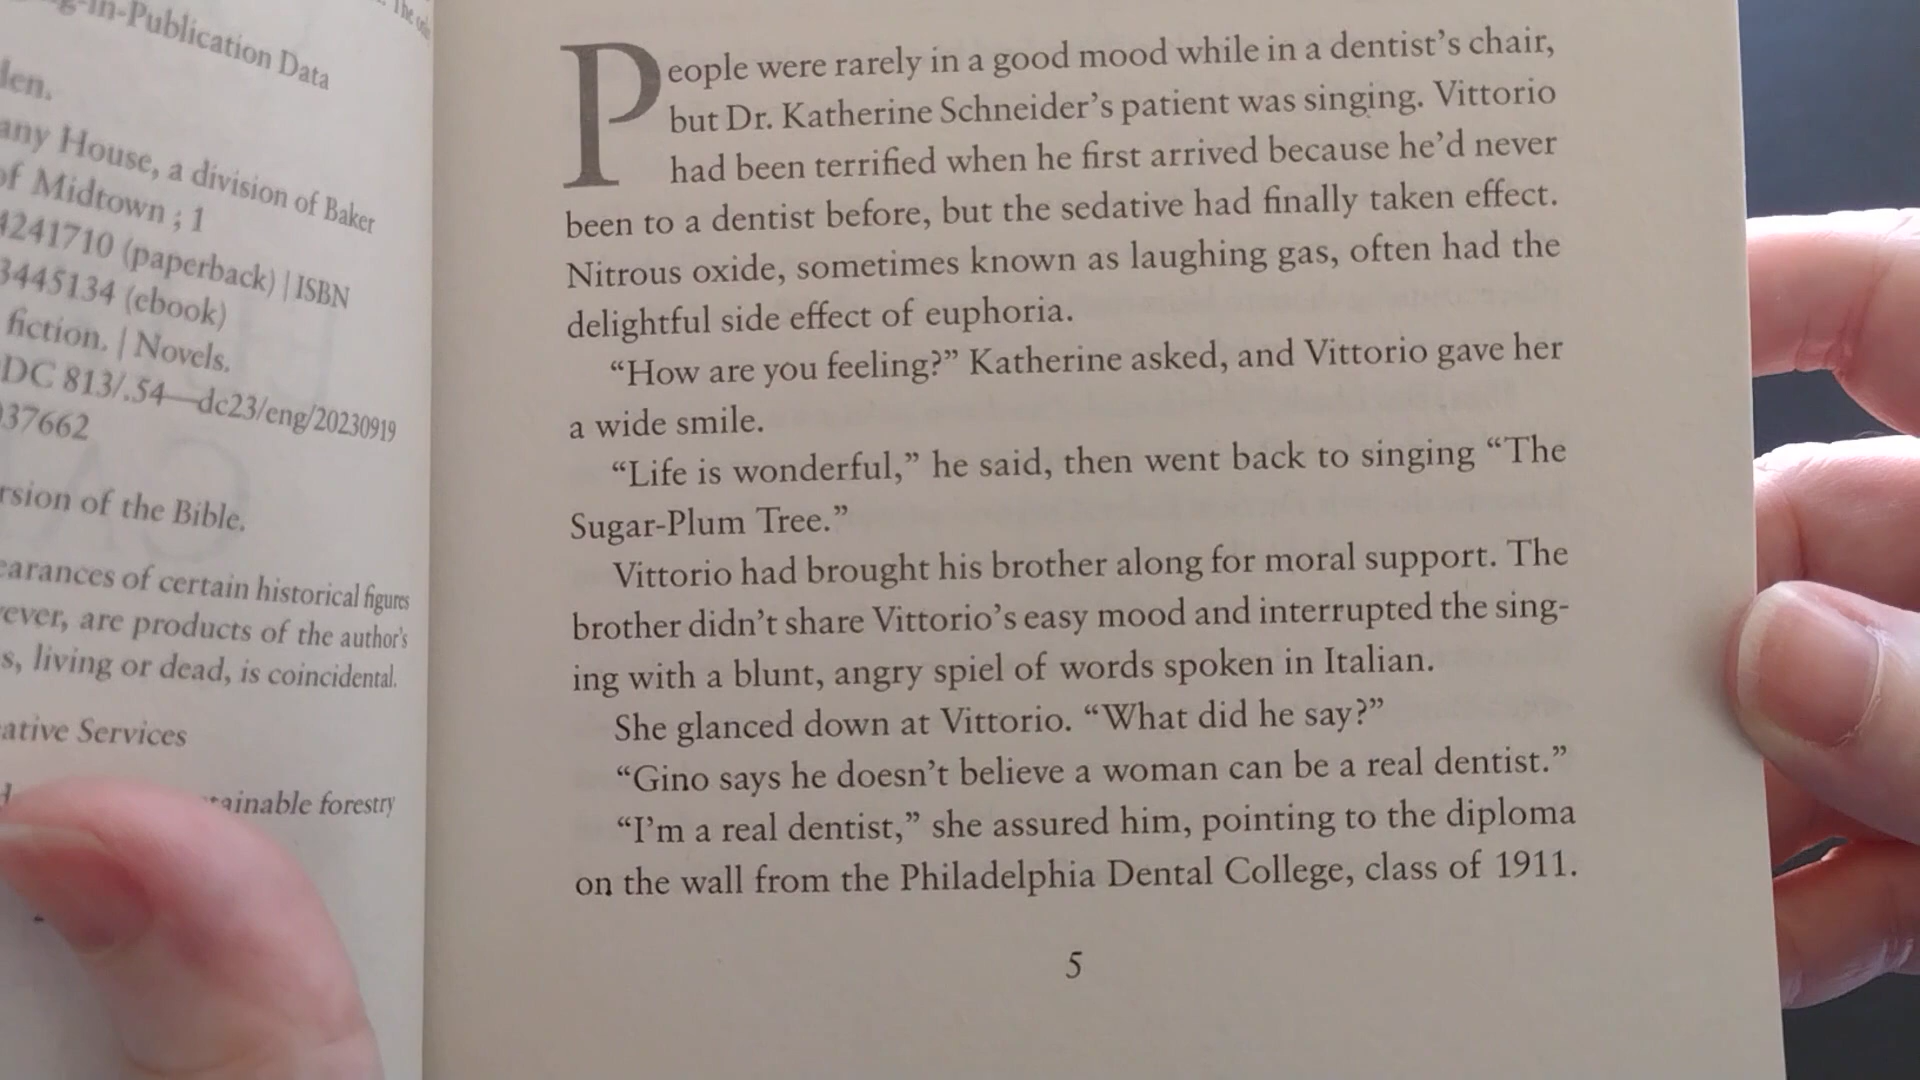 -in-Publication Data
The
any House, a division of Baker
of Midtown ; 1
4241710 (paperback) | ISBN
3445134 (ebook)
fiction. | Novels.
DC 813/.54—dc23/eng/20230919
37662
of the Bible.
of certain historical figures
are products of the author's
living or dead, is coincidental.
Services
forestry
People were rarely in a good mood while in a dentist's chair,
but Dr. Katherine Schneider's patient was singing. Vittorio
had been terrified when he first arrived because he'd never
been to a dentist before, but the sedative had finally taken effect.
Nitrous oxide, sometimes known as laughing gas, often had the
delightful side effect of euphoria.
“How are you feeling?” Katherine asked, and Vittorio gave her
a wide smile.
“Life is wonderful,” he said, then went back to singing “The
Sugar-Plum Tree.”
Vittorio had brought his brother along for moral support. The
brother didn't share Vittorio's easy mood and interrupted the sing-
ing with a blunt, angry spiel of words spoken in Italian.
She glanced down at Vittorio. “What did he say?”
“Gino says he doesn't believe a woman can be a real dentist.”
“I'm a real dentist,” she assured him, pointing to the diploma
on the wall from the Philadelphia Dental College, class of 1911.
5